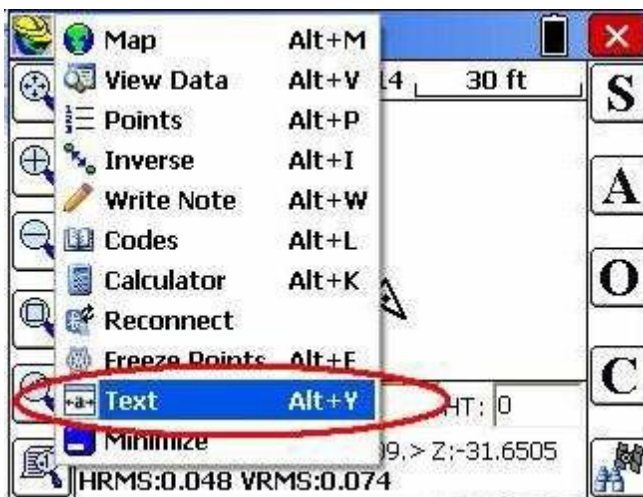 Map Alt+M
View Data Alt+V
Points Alt+P
Inverse Alt+I
Write Note Alt+W
Codes Alt+L
Calculator Alt+K
Reconnect
Freeze Points Alt+F
Text Alt+Y
Minimize
30 ft
S
A
O
C
HT: 0
Z:-31.6505
HRMS:0.048 VRMS:0.074